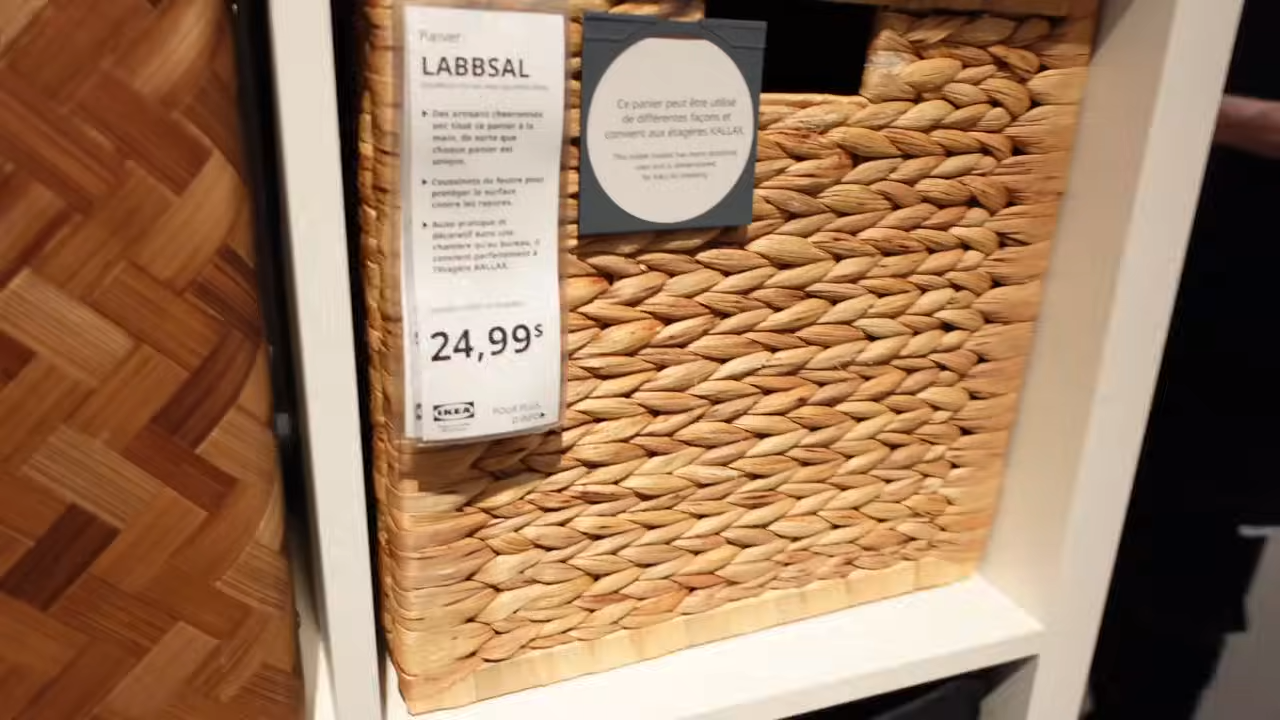 Panier
LABBSAL
Des artisans chevronnés
ont tissé ce panier à la
main, de sorte que
chaque panier est
unique.
Coussinets de feutre pour
protéger la surface
contre les rayures.
Aussi pratique et
décoratif dans une
chambre qu'au bureau, il
convient parfaitement à
l'étagère KALLAX.
24,99$
IKEA
POUR PLUS
D'INFO
Ce panier peut être utilisé
de différentes façons et
convient aux étagères KALLAX.